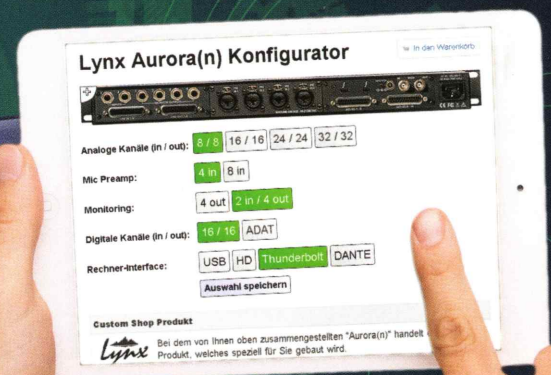 Lynx Aurora(n) Konfigurator
In den Warenkorb
Analoge Kanäle (in / out): 8 / 8 16 / 16 24 / 24 32 / 32
Mic Preamp: 4 in 8 in
Monitoring: 4 out 2 in / 4 out
Digitale Kanäle (in / out): 16 / 16 ADAT
Rechner-Interface: USB HD Thunderbolt DANTE
Auswahl speichern
Custom Shop Produkt
Lynx
Bei dem von Ihnen oben zusammengestellten "Aurora(n)" handelt
Produkt, welches speziell für Sie gebaut wird.